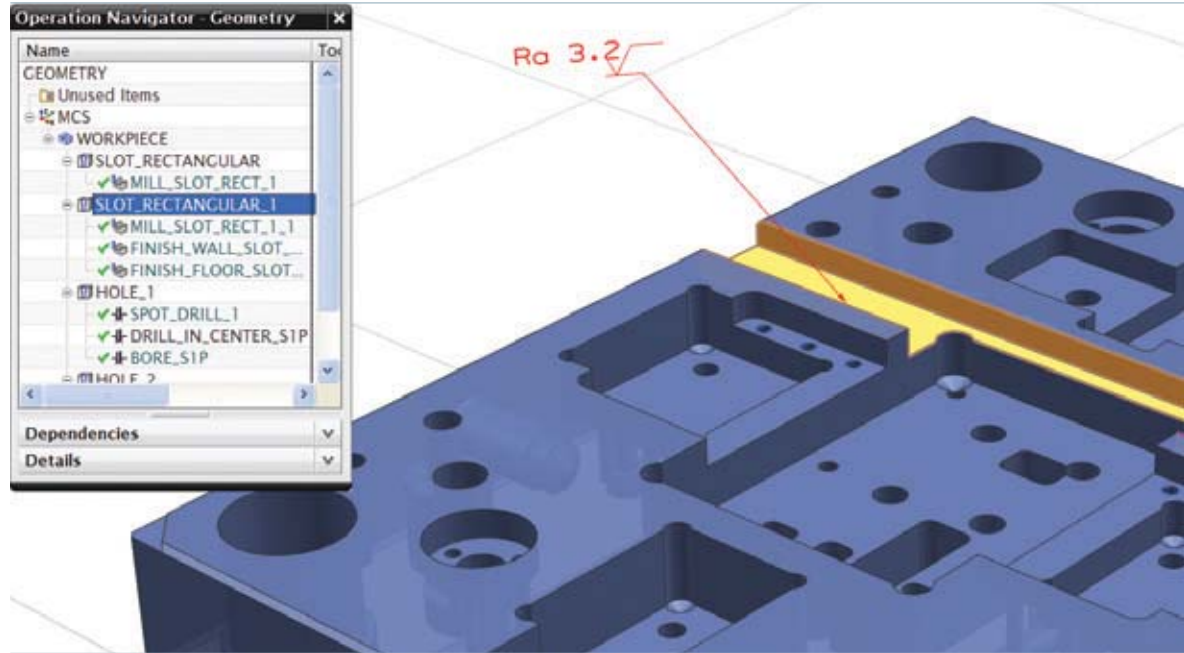 Operation Navigator - Geometry
Name Too
GEOMETRY
Unused Items
MCS
WORKPIECE
SLOT_RECTANGULAR
MILL_SLOT_RECT_1
SLOT_RECTANGULAR_1
MILL_SLOT_RECT_1_1
FINISH_WALL_SLOT_...
FINISH_FLOOR_SLOT...
HOLE_1
SPOT_DRILL_1
DRILL_IN_CENTER_S1P
BORE_S1P
HOLE_2
Dependencies
Details
Ra 3.2